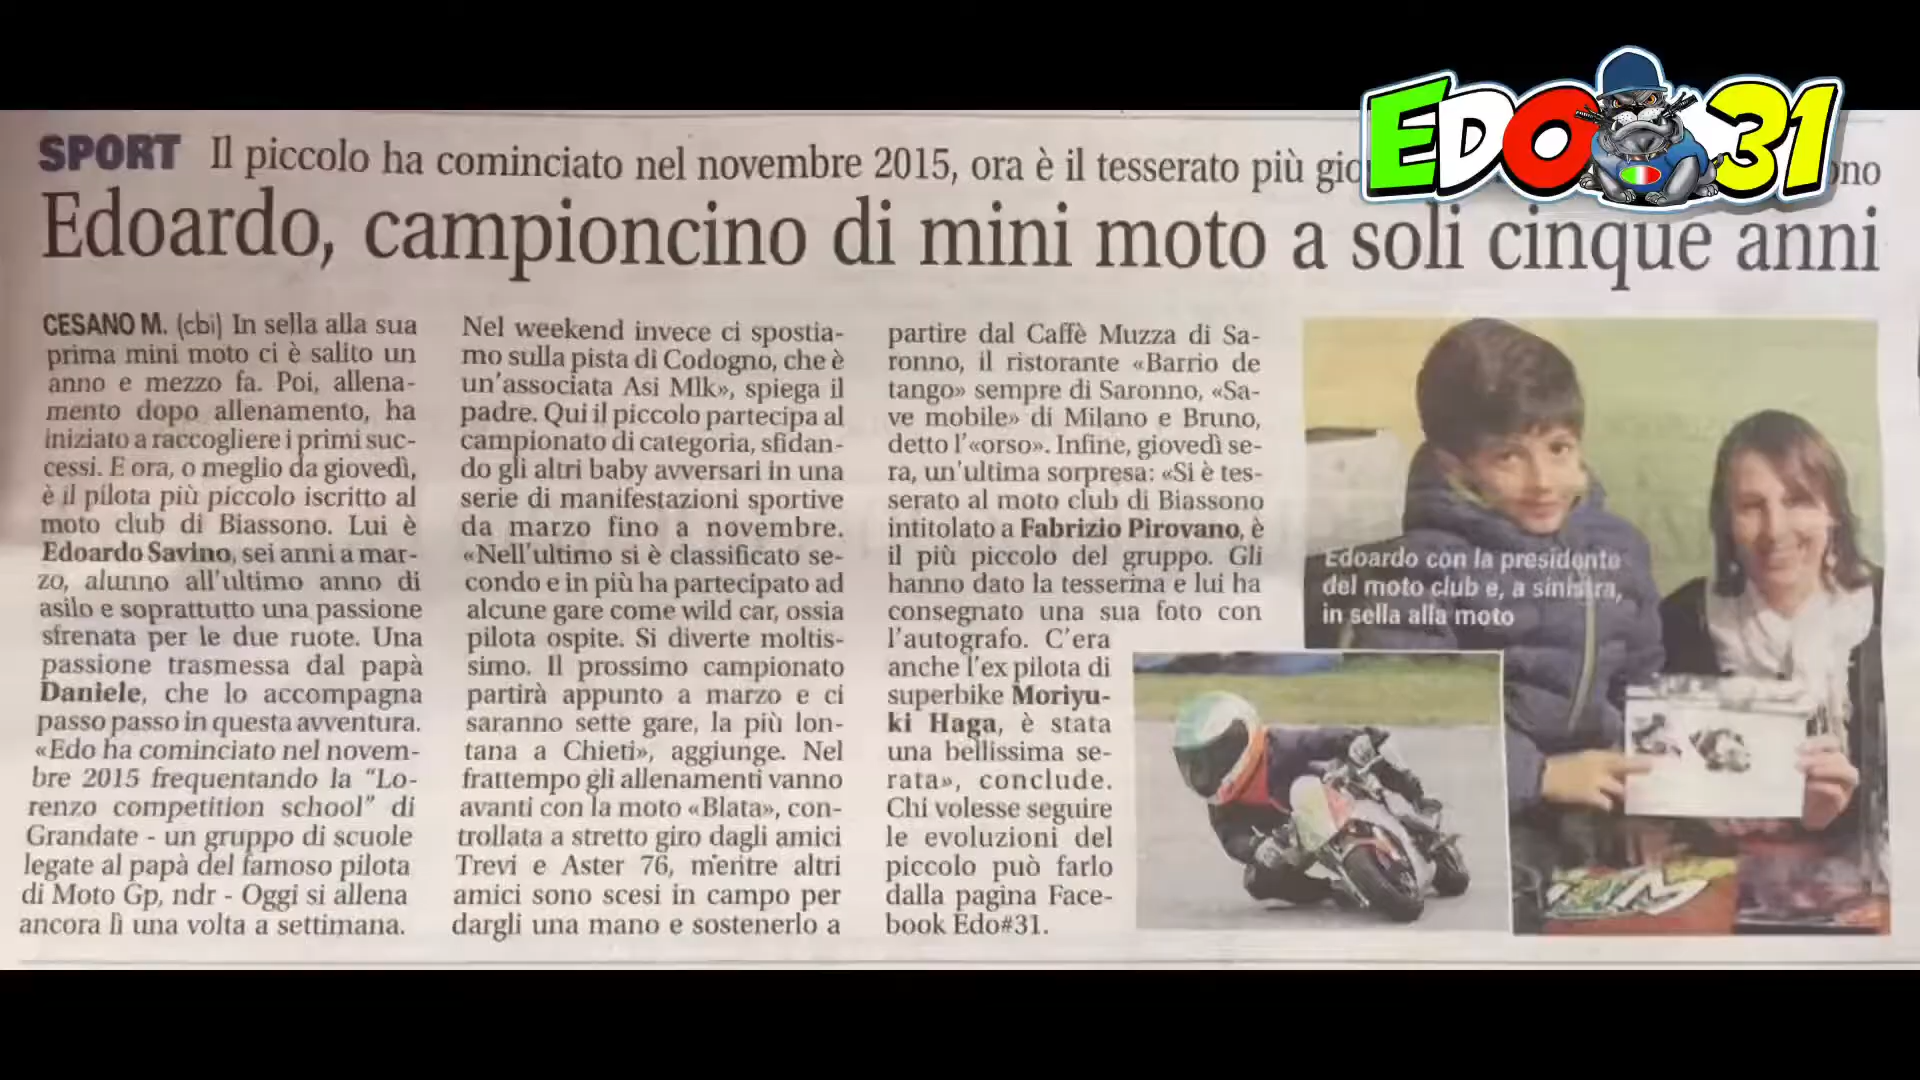 EDO 31
SPORT Il piccolo ha cominciato nel novembre 2015, ora è il tesserato più
Edoardo, campioncino di mini moto a soli cinque anni
CESANO M. (cbi) In sella alla sua
prima mini moto ci è salito un
anno e mezzo fa. Poi, allena-
mento dopo allenamento, ha
iniziato a raccogliere i primi suc-
cessi. E ora, o meglio da giovedì,
è il pilota più piccolo iscritto al
moto club di Biassono. Lui è
Edoardo Savino, sei anni a mar-
zo, alunno all'ultimo anno di
asilo e soprattutto una passione
sfrenata per le due ruote. Una
passione trasmessa dal papà
Daniele, che lo accompagna
passo passo in questa avventura.
«Edo ha cominciato nel novem-
bre 2015 frequentando la "Lo-
renzo competition school" di
Grandate - un gruppo di scuole
legate al papà del famoso pilota
di Moto Gp, ndr - Oggi si allena
ancora lì una volta a settimana.
Nel weekend invece ci spostia-
mo sulla pista di Codogno, che è
un'associata Asi Mlk», spiega il
padre. Qui il piccolo partecipa al
campionato di categoria, sfidan-
do gli altri baby avversari in una
serie di manifestazioni sportive
da marzo fino a novembre.
«Nell'ultimo si è classificato se-
condo e in più ha partecipato ad
alcune gare come wild car, ossia
pilota ospite. Si diverte moltis-
simo. Il prossimo campionato
partirà appunto a marzo e ci
saranno sette gare, la più lon-
tana a Chieti», aggiunge. Nel
frattempo gli allenamenti vanno
avanti con la moto «Blata», con-
trollata a stretto giro dagli amici
Trevi e Aster 76, mentre altri
amici sono scesi in campo per
dargli una mano e sostenerlo a
partire dal Caffè Muzza di Sa-
ronno, il ristorante «Barrio de
tango» sempre di Saronno, «Sa-
ve mobile» di Milano e Bruno,
detto l'«orso». Infine, giovedì se-
ra, un'ultima sorpresa: «Si è tes-
serato al moto club di Biassono
intitolato a Fabrizio Pirovano, è
il più piccolo del gruppo. Gli
hanno dato la tesserina e lui ha
consegnato una sua foto con
l'autografo. C'era
anche l'ex pilota di
superbike Moriyu-
ki Haga, è stata
una bellissima se-
rata», conclude.
Chi volesse seguire
le evoluzioni del
piccolo può farlo
dalla pagina Face-
book Edo#31.
Edoardo con la presidente
del moto club e, a sinistra,
in sella alla moto